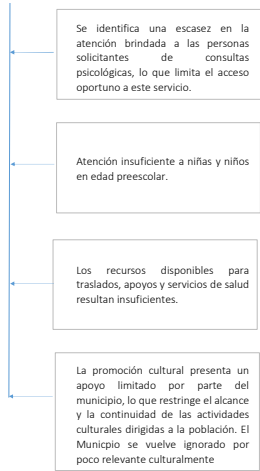 Se identifica una escasez en la
atención brindada a las personas
solicitantes de consultas
psicológicas, lo que limita el acceso
oportuno a este servicio.
Atención insuficiente a niñas y niños
en edad preescolar.
Los recursos disponibles para
traslados, apoyos y servicios de salud
resultan insuficientes.
La promoción cultural presenta un
apoyo limitado por parte del
municipio, lo que restringe el alcance
y la continuidad de las actividades
culturales dirigidas a la población. El
Municpio se vuelve ignorado por
poco relevante culturalmente